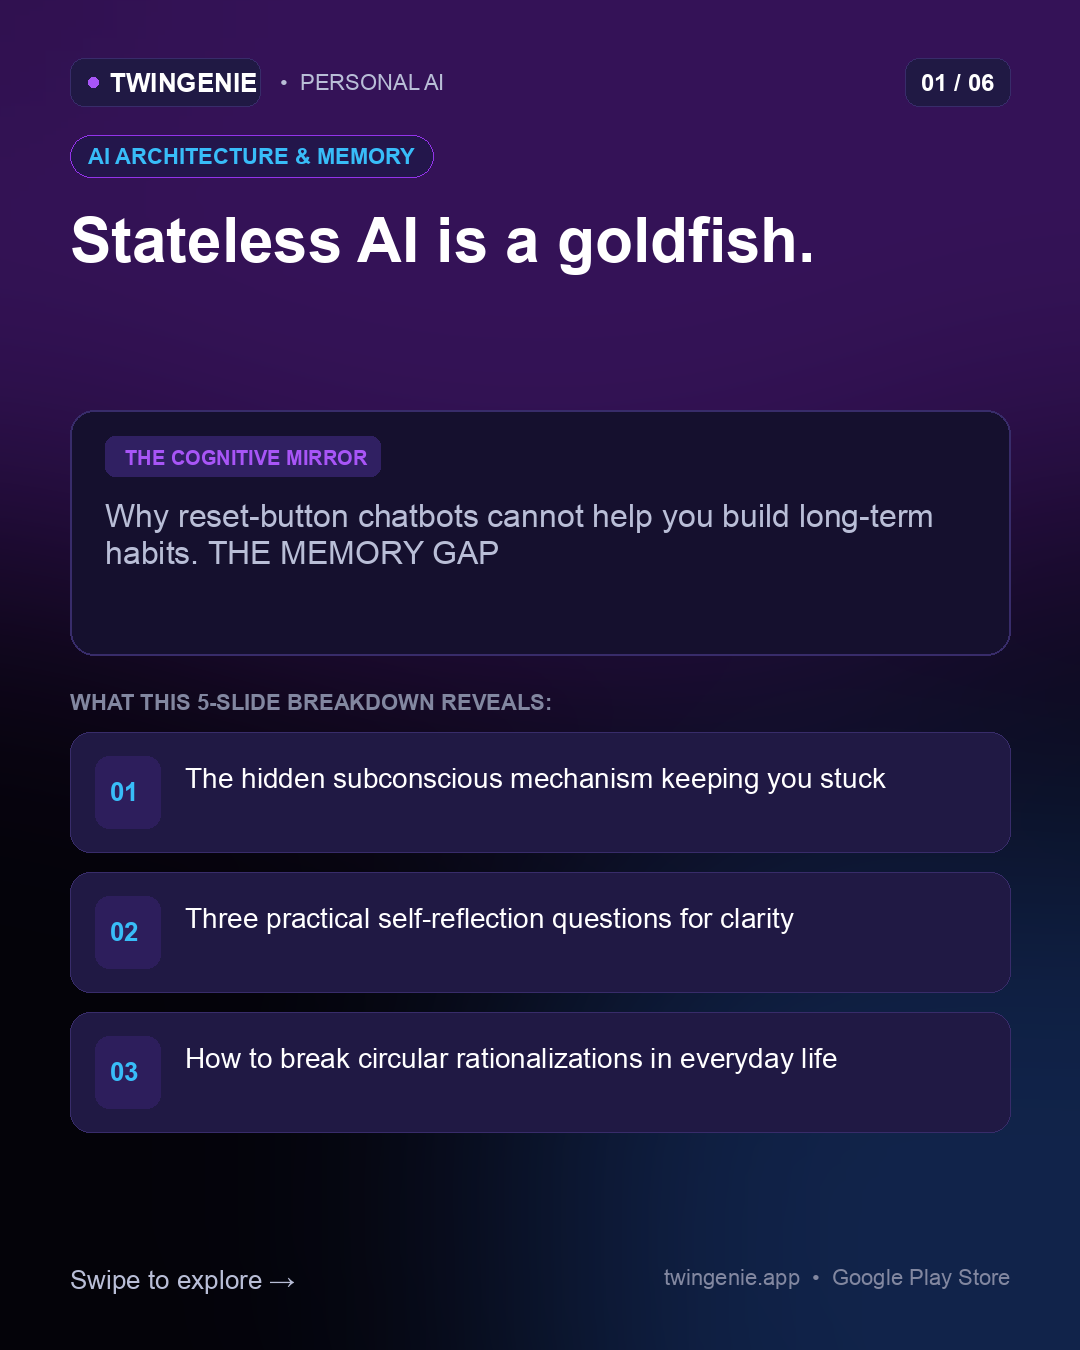 TWINGENIE • PERSONAL AI
01 / 06
AI ARCHITECTURE & MEMORY
Stateless AI is a goldfish.
THE COGNITIVE MIRROR
Why reset-button chatbots cannot help you build long-term
habits. THE MEMORY GAP
WHAT THIS 5-SLIDE BREAKDOWN REVEALS:
01 The hidden subconscious mechanism keeping you stuck
02 Three practical self-reflection questions for clarity
03 How to break circular rationalizations in everyday life
Swipe to explore →
twingenie.app • Google Play Store